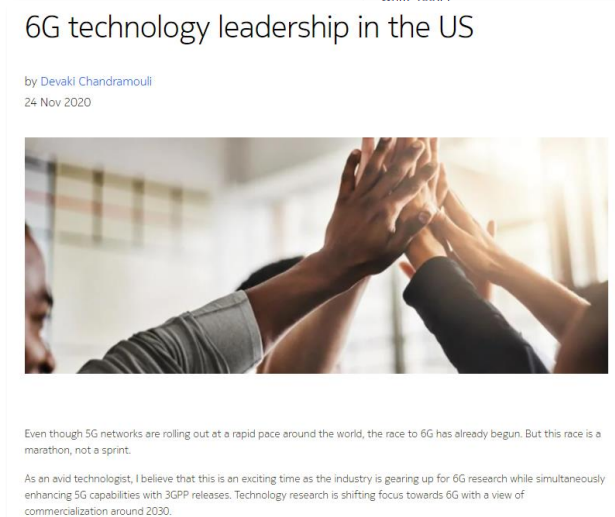 6G technology leadership in the US
by Devaki Chandramouli
24 Nov 2020
Even though 5G networks are rolling out at a rapid pace around the world, the race to 6G has already begun. But this race is a
marathon, not a sprint.
As an avid technologist, I believe that this is an exciting time as the industry is gearing up for 6G research while simultaneously
enhancing 5G capabilities with 3GPP releases. Technology research is shifting focus towards 6G with a view of
commercialization around 2030.